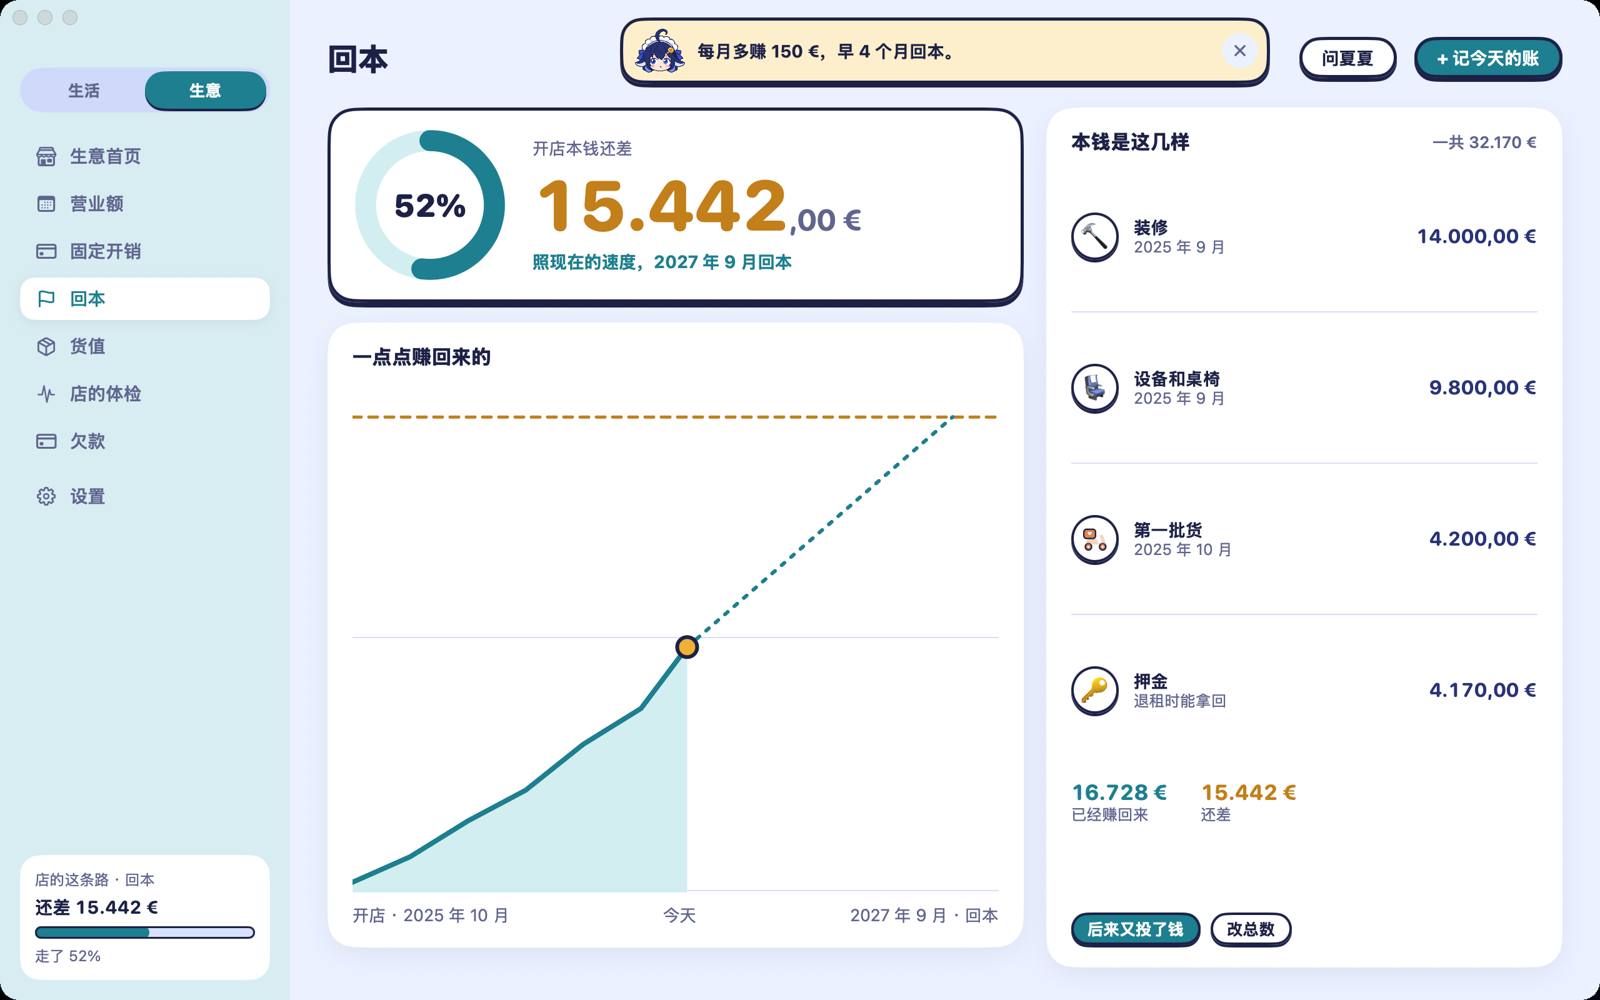 生活
生意
生意首页
营业额
固定开销
回本
货值
店的体检
欠款
设置
店的这条路 · 回本
还差 15.442 €
走了 52%
回本
每月多赚 150 €，早 4 个月回本。
问夏夏
+ 记今天的账
52%
开店本钱还差
15.442,00 €
照现在的速度，2027 年 9 月回本
一点点赚回来的
开店 · 2025 年 10 月
今天
2027 年 9 月 · 回本
本钱是这几样
一共 32.170 €
装修
2025 年 9 月
14.000,00 €
设备和桌椅
2025 年 9 月
9.800,00 €
第一批货
2025 年 10 月
4.200,00 €
押金
退租时能拿回
4.170,00 €
16.728 €
已经赚回来
15.442 €
还差
后来又投了钱
改总数